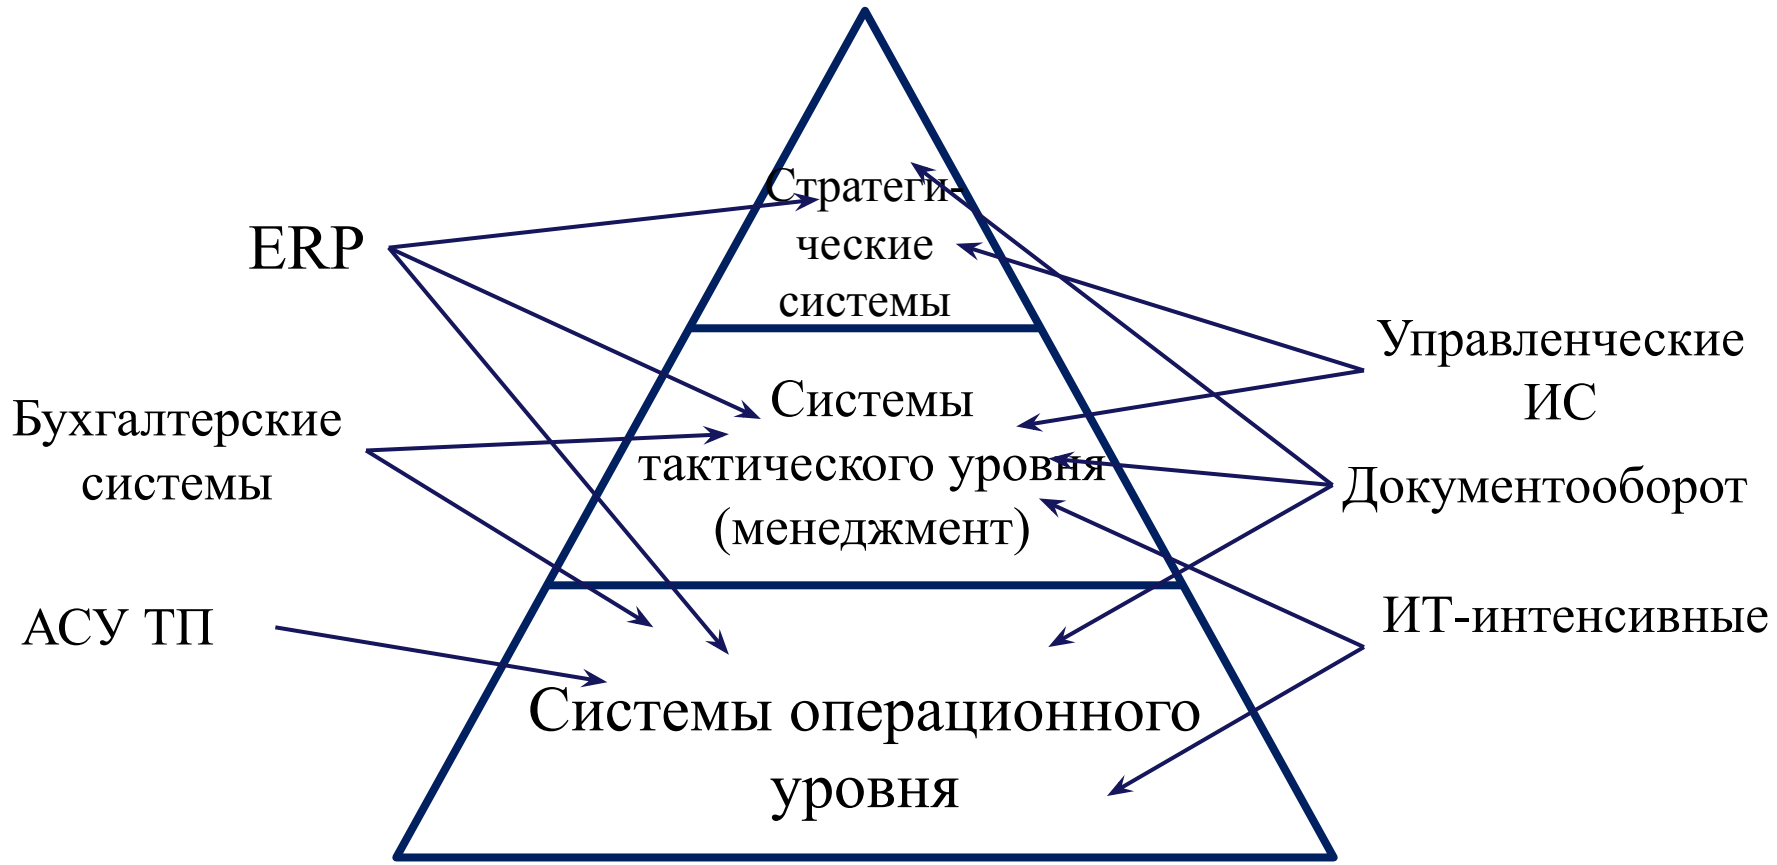 Стратеги-
ческие
системы
ERP
Управленческие
ИС
Системы
тактического уровня
(менеджмент)
Бухгалтерские
системы
Документооборот
АСУ ТП
ИТ-интенсивные
Системы операционного
уровня